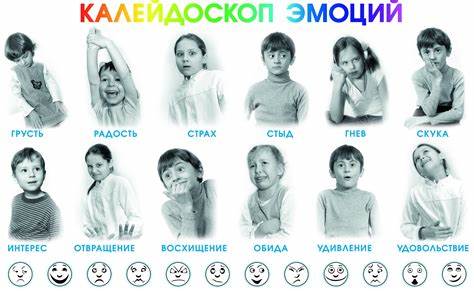 КАЛЕЙДОСКОП ЭМОЦИЙ
ГРУСТЬ РАДОСТЬ СТРАХ СТЫД ГНЕВ СКУКА
ИНТЕРЕС ОТВРАЩЕНИЕ ВОСХИЩЕНИЕ ОБИДА УДИВЛЕНИЕ УДОВОЛЬСТВИЕ